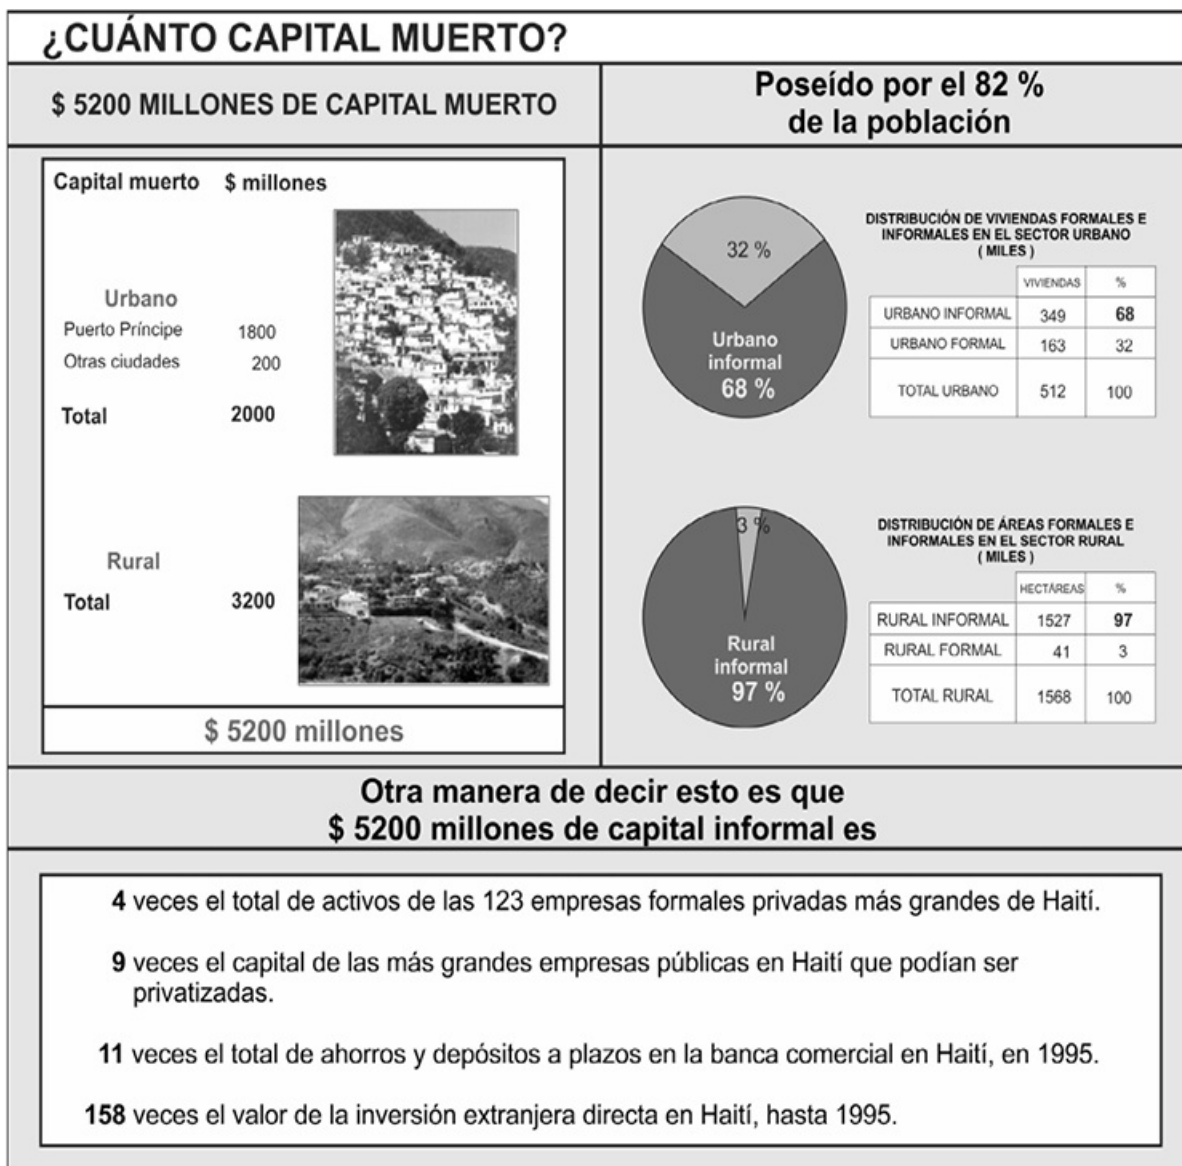 ¿CUÁNTO CAPITAL MUERTO?
$ 5200 MILLONES DE CAPITAL MUERTO
Poseído por el 82 %
de la población
Capital muerto $ millones
Urbano
Puerto Príncipe 1800
Otras ciudades 200
Total 2000
Rural
Total 3200
$ 5200 millones
32 %
Urbano
informal
68 %
DISTRIBUCIÓN DE VIVIENDAS FORMALES E
INFORMALES EN EL SECTOR URBANO
( MILES )
VIVIENDAS %
URBANO INFORMAL 349 68
URBANO FORMAL 163 32
TOTAL URBANO 512 100
3 %
Rural
informal
97 %
DISTRIBUCIÓN DE ÁREAS FORMALES E
INFORMALES EN EL SECTOR RURAL
( MILES )
HECTÁREAS %
RURAL INFORMAL 1527 97
RURAL FORMAL 41 3
TOTAL RURAL 1568 100
Otra manera de decir esto es que
$ 5200 millones de capital informal es
4 veces el total de activos de las 123 empresas formales privadas más grandes de Haití.
9 veces el capital de las más grandes empresas públicas en Haití que podían ser
privatizadas.
11 veces el total de ahorros y depósitos a plazos en la banca comercial en Haití, en 1995.
158 veces el valor de la inversión extranjera directa en Haití, hasta 1995.